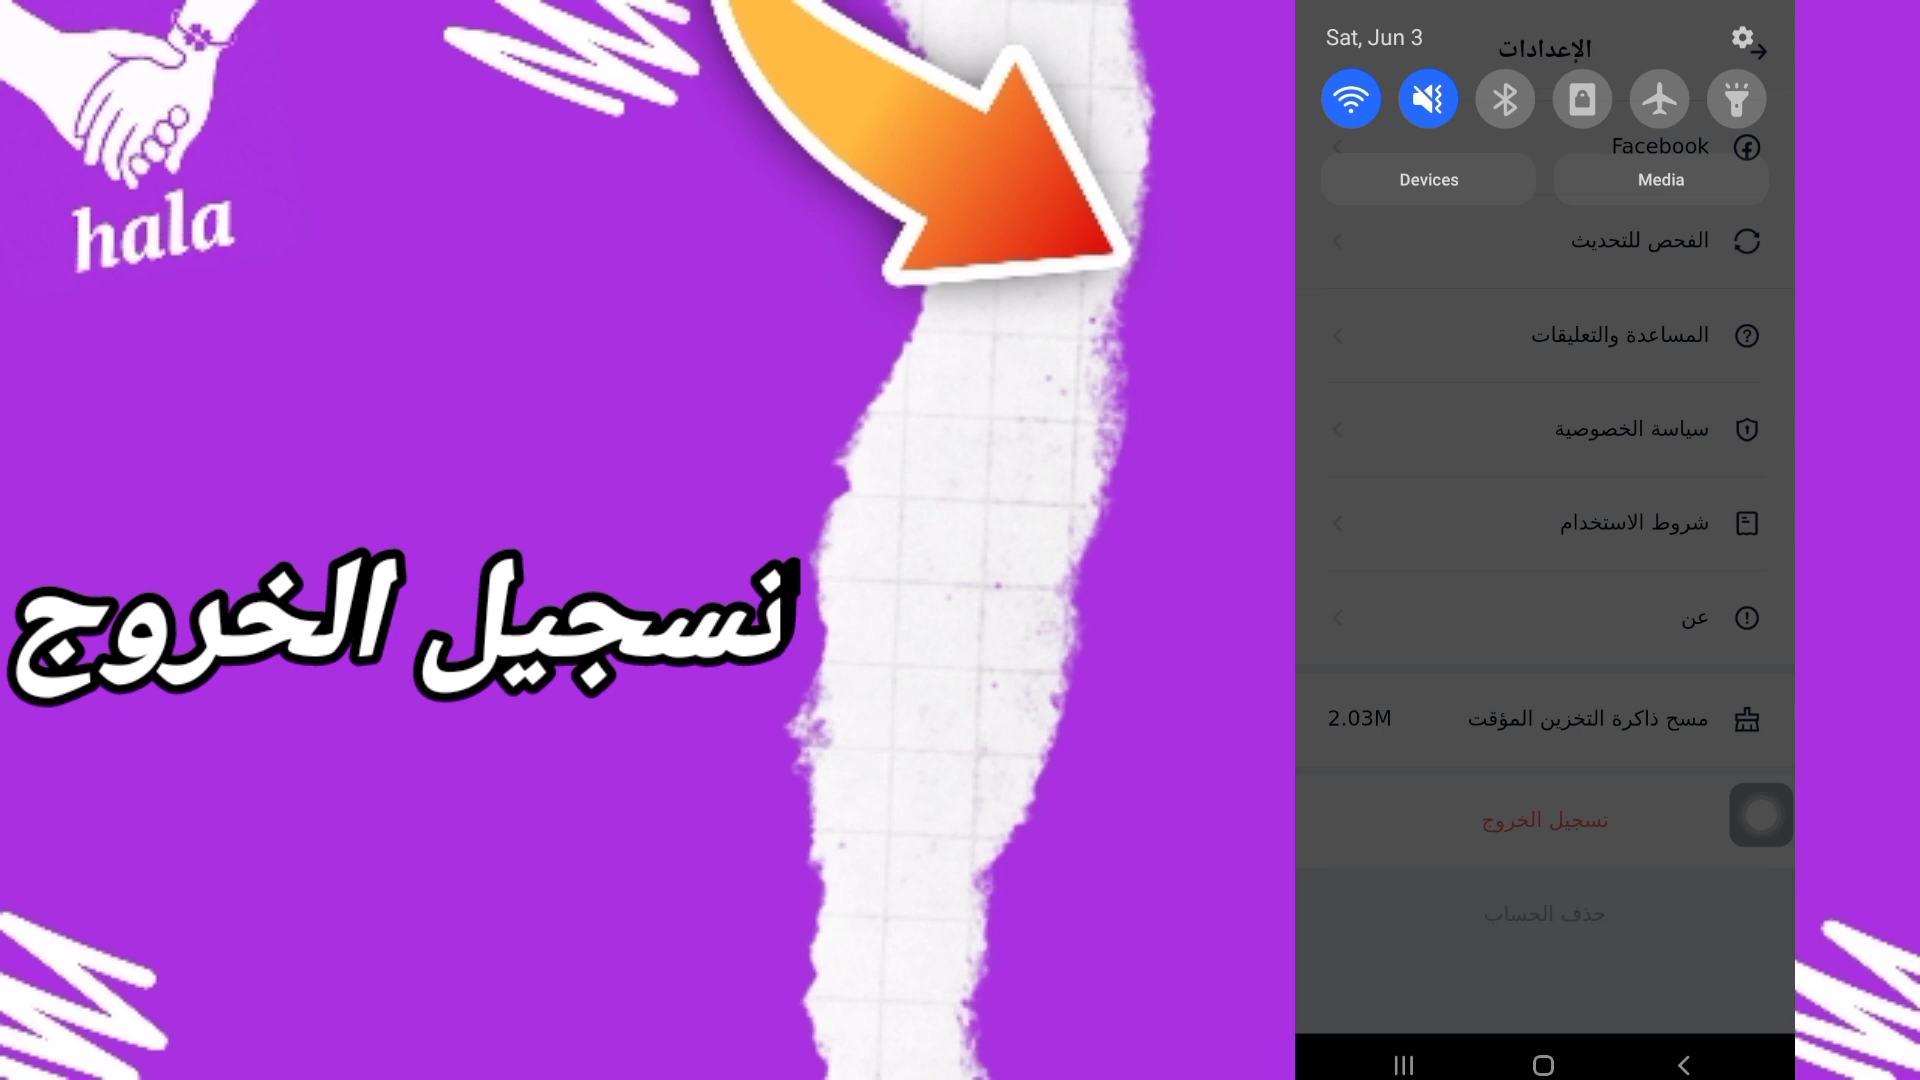 hala
تسجيل الخروج
Sat, Jun 3
الإعدادات
Facebook
Devices
Media
الفحص للتحديث
المساعدة والتعليقات
سياسة الخصوصية
شروط الاستخدام
عن
مسح ذاكرة التخزين المؤقت
2.03M
تسجيل الخروج
حذف الحساب